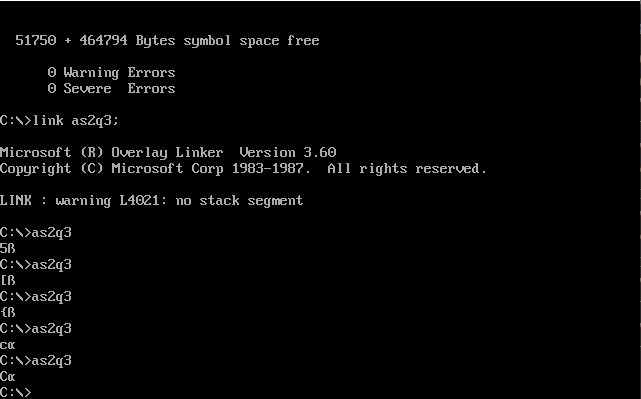 51750 + 464794 Bytes symbol space free
0 Warning Errors
0 Severe  Errors
C:\>link as2q3;
Microsoft (R) Overlay Linker  Version 3.60
Copyright (C) Microsoft Corp 1983-1987.  All rights reserved.
LINK : warning L4021: no stack segment
C:\>as2q3
5ß
C:\>as2q3
[ß
C:\>as2q3
{ß
C:\>as2q3
cα
C:\>as2q3
Cα
C:\>